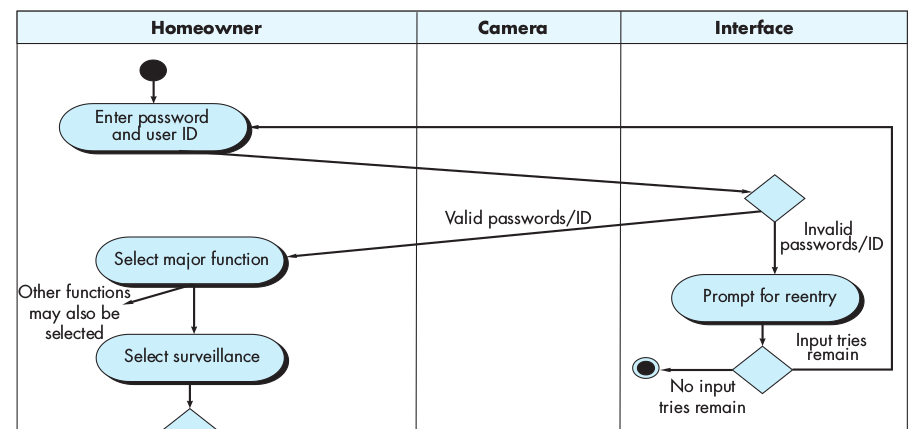 Homeowner
Camera
Interface
Enter password
and user ID
Valid passwords/ID
Invalid
passwords/ID
Select major function
Other functions
may also be
selected
Prompt for reentry
Select surveillance
Input tries
remain
No input
tries remain